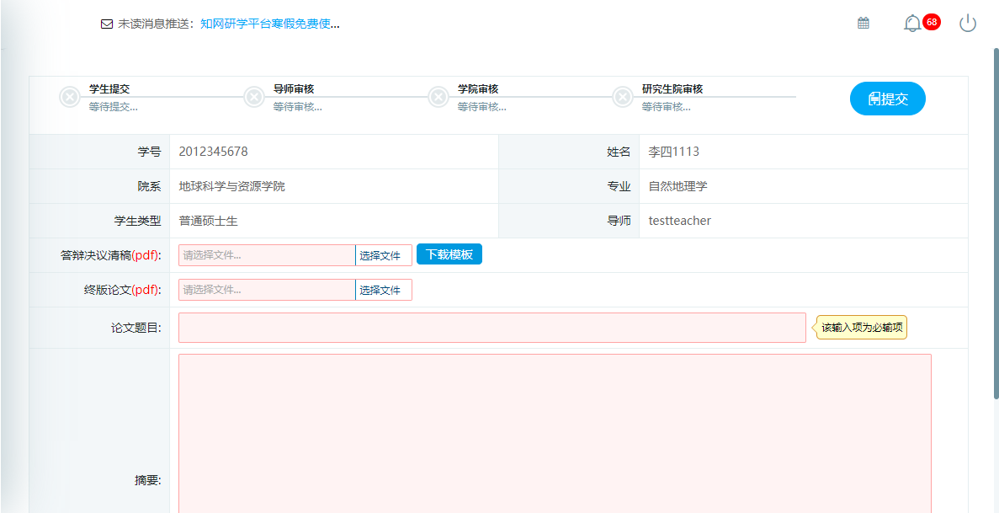 未读消息推送：知网研学平台寒假免费使...
68
学生提交
等待提交...
导师审核
等待审核...
学院审核
等待审核...
研究生院审核
等待审核...
提交
学号 2012345678 姓名 李四1113
院系 地球科学与资源学院 专业 自然地理学
学生类型 普通硕士生 导师 testteacher
答辩决议清稿(pdf): 请选择文件... 选择文件 下载模板
终版论文(pdf): 请选择文件... 选择文件
论文题目: 该输入项为必输项
摘要: